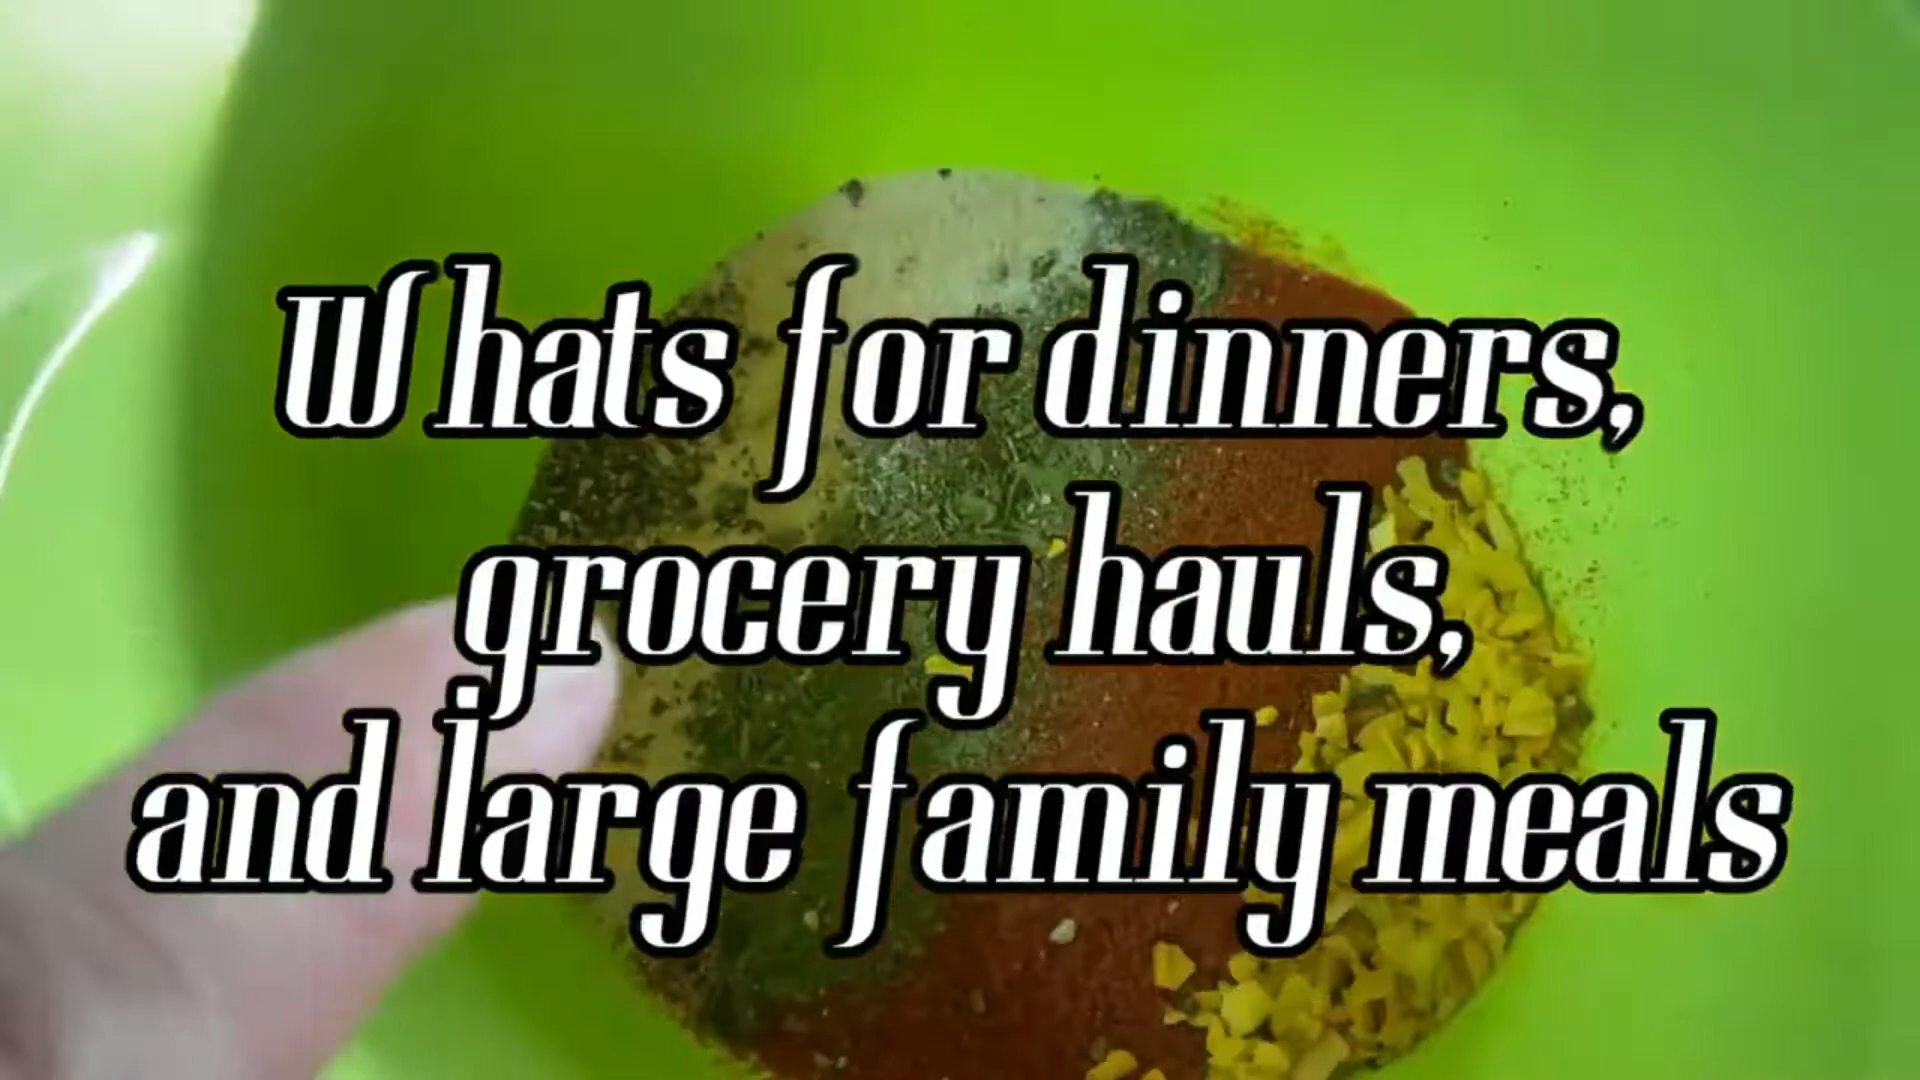 Whats for dinners,
grocery hauls,
and large family meals